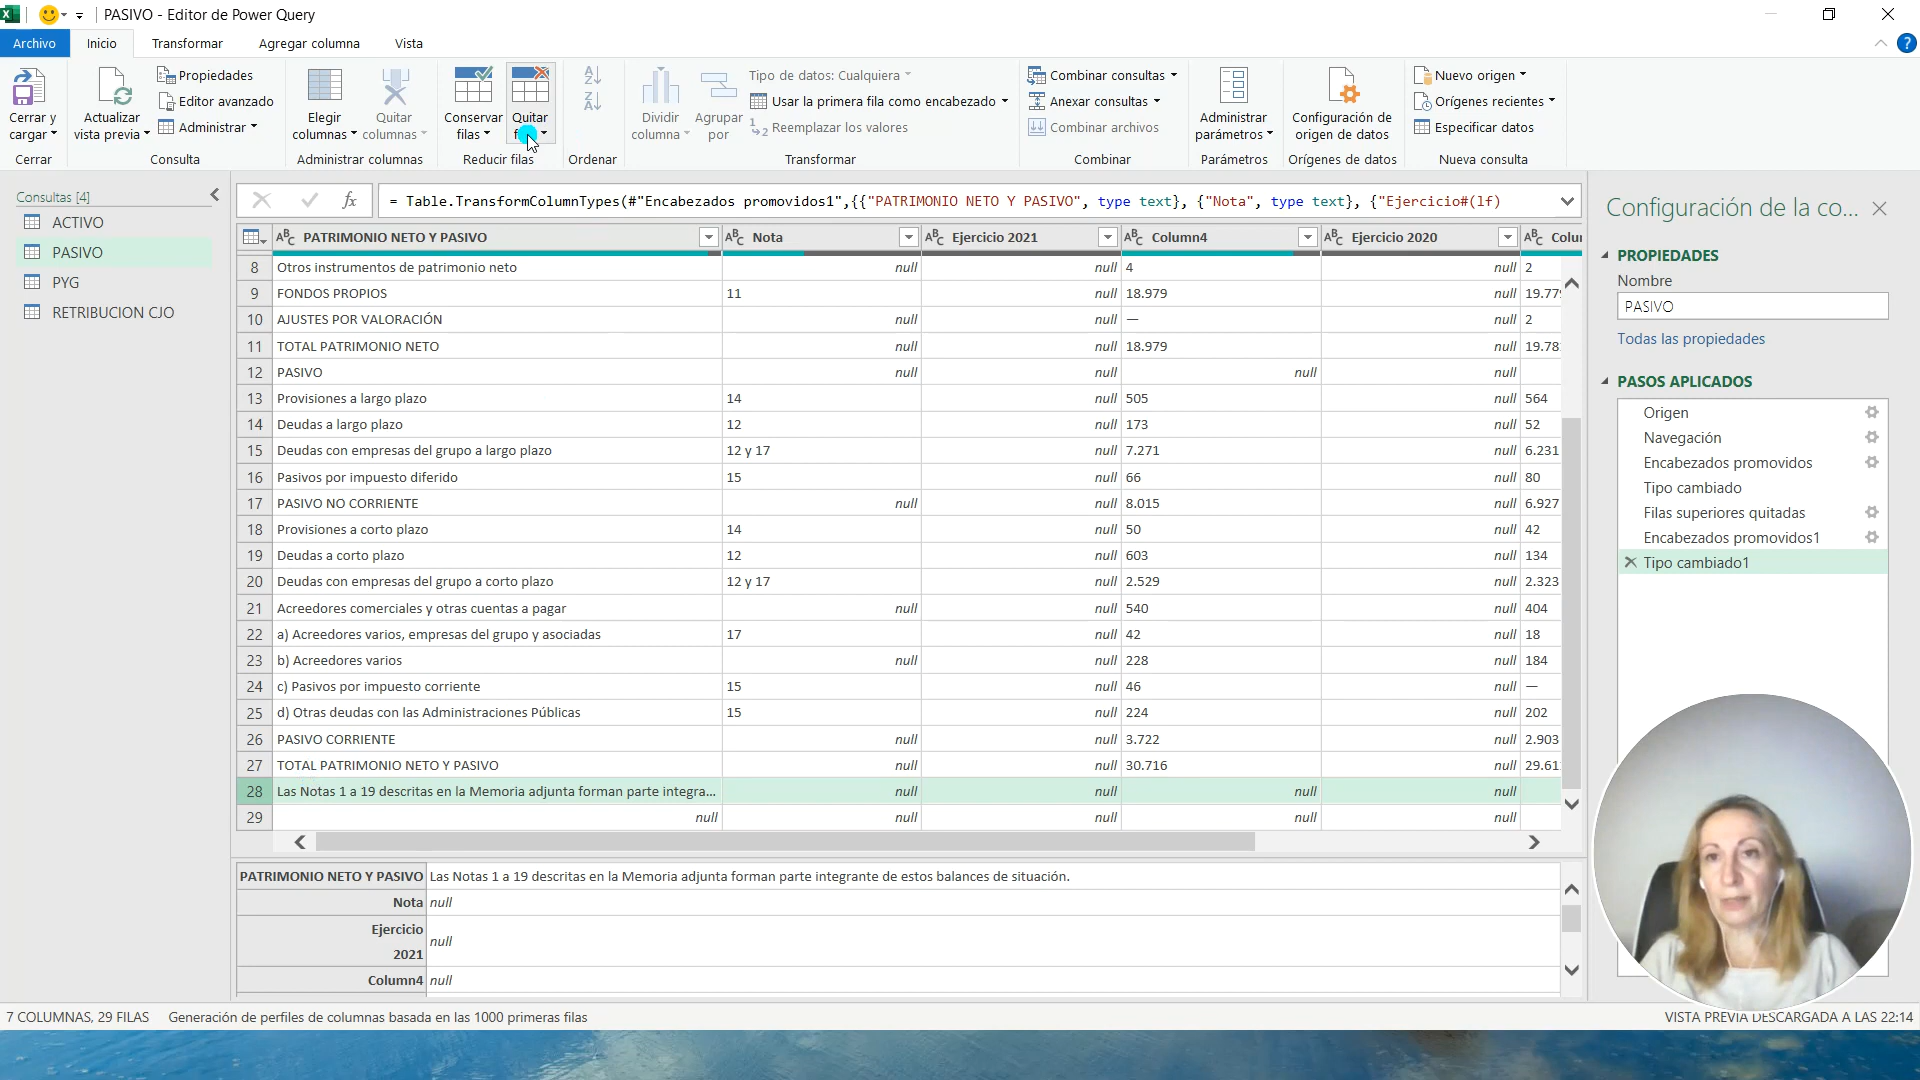 PASIVO - Editor de Power Query
Archivo
Inicio
Transformar
Agregar columna
Vista
Cerrar y cargar
Cerrar
Actualizar vista previa
Propiedades
Editor avanzado
Administrar
Consulta
Elegir columnas
Quitar columnas
Administrar columnas
Conservar filas
Quitar
Reducir filas
Ordenar
Dividir columna
Agrupar por
Tipo de datos: Cualquiera
Usar la primera fila como encabezado
Reemplazar los valores
Transformar
Combinar consultas
Anexar consultas
Combinar archivos
Combinar
Administrar parámetros
Parámetros
Configuración de origen de datos
Orígenes de datos
Nuevo origen
Orígenes recientes
Especificar datos
Nueva consulta
Consultas [4]
ACTIVO
PASIVO
PYG
RETRIBUCION CJO
= Table.TransformColumnTypes(#"Encabezados promovidos1",{{"PATRIMONIO NETO Y PASIVO", type text}, {"Nota", type text}, {"Ejercicio#(lf)
PATRIMONIO NETO Y PASIVO Nota Ejercicio 2021 Column4 Ejercicio 2020
8 Otros instrumentos de patrimonio neto null null 4 null 2
9 FONDOS PROPIOS 11 null 18.979 null
10 AJUSTES POR VALORACIÓN null null — null 2
11 TOTAL PATRIMONIO NETO null null 18.979 null
12 PASIVO null null null null
13 Provisiones a largo plazo 14 null 505 null 564
14 Deudas a largo plazo 12 null 173 null 52
15 Deudas con empresas del grupo a largo plazo 12 y 17 null 7.271 null 6.231
16 Pasivos por impuesto diferido 15 null 66 null 80
17 PASIVO NO CORRIENTE null null 8.015 null 6.927
18 Provisiones a corto plazo 14 null 50 null 42
19 Deudas a corto plazo 12 null 603 null 134
20 Deudas con empresas del grupo a corto plazo 12 y 17 null 2.529 null 2.323
21 Acreedores comerciales y otras cuentas a pagar null null 540 null 404
22 a) Acreedores varios, empresas del grupo y asociadas 17 null 42 null 18
23 b) Acreedores varios null null 228 null 184
24 c) Pasivos por impuesto corriente 15 null 46 null —
25 d) Otras deudas con las Administraciones Públicas 15 null 224 null 202
26 PASIVO CORRIENTE null null 3.722 null 2.903
27 TOTAL PATRIMONIO NETO Y PASIVO null null 30.716 null
28 Las Notas 1 a 19 descritas en la Memoria adjunta forman parte integra... null null null null
29 null null null null null
PATRIMONIO NETO Y PASIVO Las Notas 1 a 19 descritas en la Memoria adjunta forman parte integrante de estos balances de situación.
Nota null
Ejercicio
2021 null
Column4 null
Configuración de la co...
PROPIEDADES
Nombre
PASIVO
Todas las propiedades
PASOS APLICADOS
Origen
Navegación
Encabezados promovidos
Tipo cambiado
Filas superiores quitadas
Encabezados promovidos1
Tipo cambiado1
7 COLUMNAS, 29 FILAS
Generación de perfiles de columnas basada en las 1000 primeras filas
VISTA PREVIA DESCARGADA A LAS 22:14